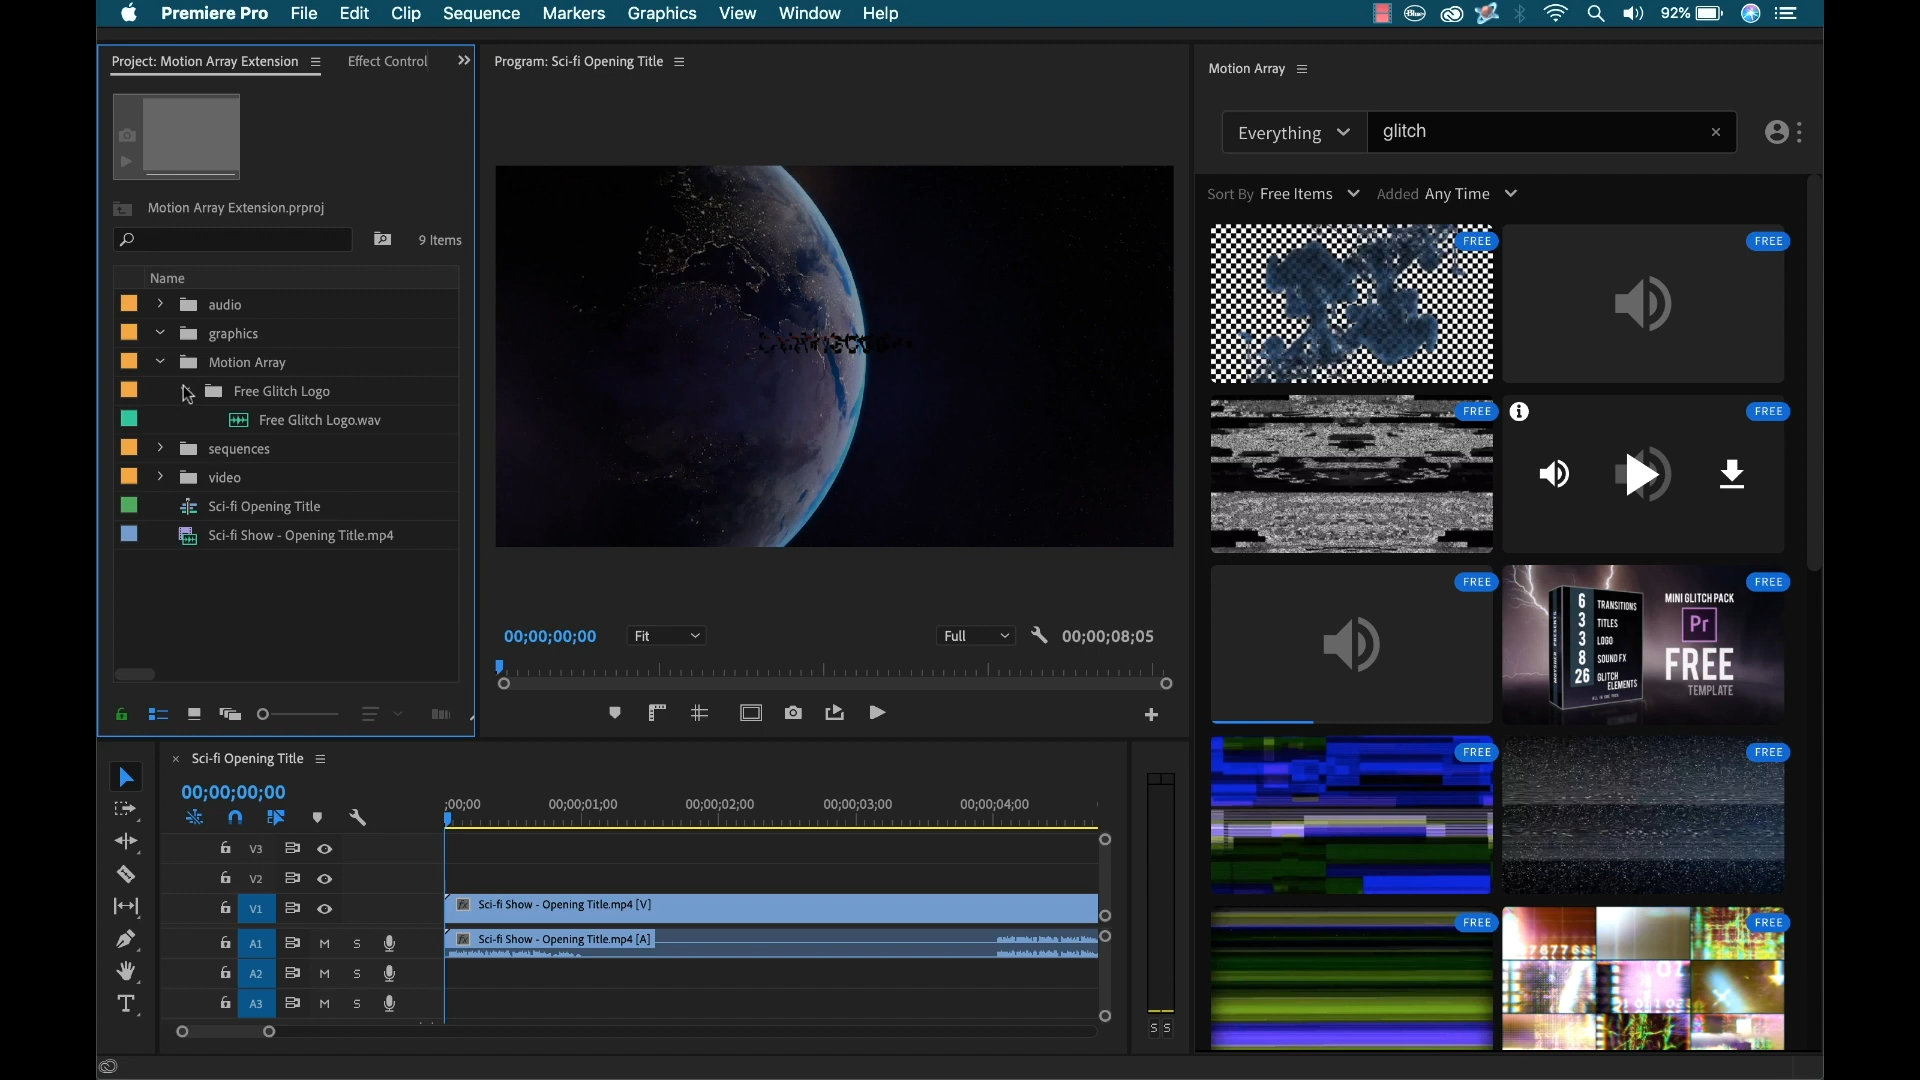 Premiere Pro File Edit Clip Sequence Markers Graphics View Window Help 92%
Project: Motion Array Extension Effect Control
Motion Array Extension.prproj
9 Items
Name
audio
graphics
Motion Array
Free Glitch Logo
Free Glitch Logo.wav
sequences
video
Sci-fi Opening Title
Sci-fi Show - Opening Title.mp4
Program: Sci-fi Opening Title
00;00;00;00 Fit Full 00;00;08;05
Motion Array
Everything glitch
Sort By Free Items Added Any Time
FREE FREE
FREE FREE
FREE FREE
6 TRANSITIONS
3 TITLES
3 LOGO
8 SOUND FX
26 GLITCH ELEMENTS
MINI GLITCH PACK
Pr
FREE
TEMPLATE
FREE FREE
FREE FREE
Sci-fi Opening Title
00;00;00;00
;00;00 00;00;01;00 00;00;02;00 00;00;03;00 00;00;04;00
V3
V2
V1 Sci-fi Show - Opening Title.mp4 [V]
A1 M S Sci-fi Show - Opening Title.mp4 [A]
A2 M S
A3 M S
S S